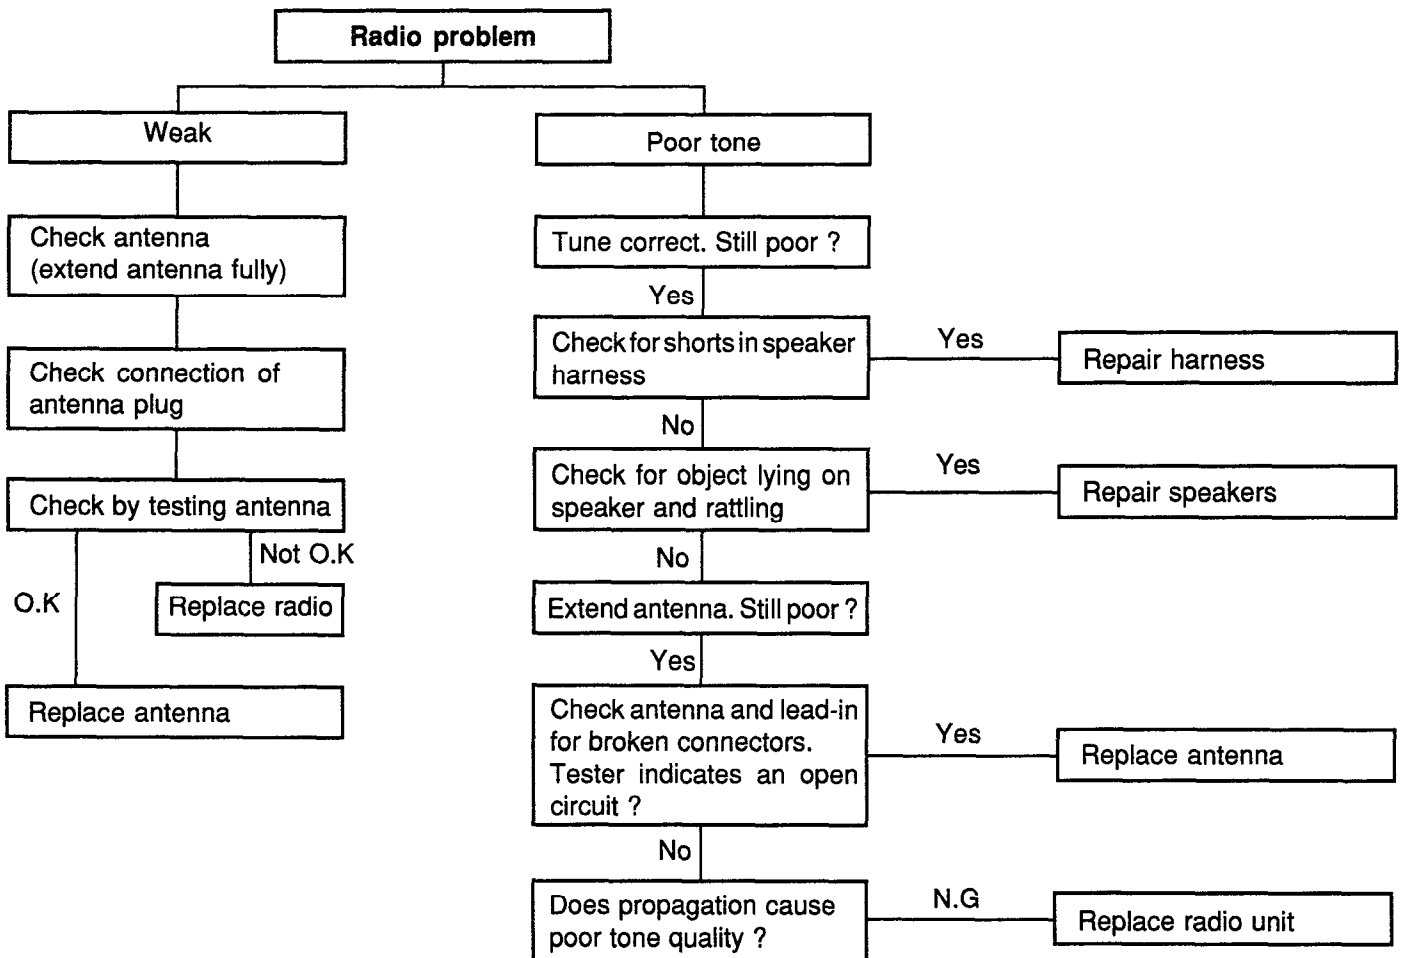 Radio problem
Weak
Check antenna
(extend antenna fully)
Check connection of
antenna plug
Check by testing antenna
Not O.K
O.K
Replace radio
Replace antenna
Poor tone
Tune correct. Still poor ?
Yes
Check for shorts in speaker
harness
Yes
Repair harness
No
Check for object lying on
speaker and rattling
Yes
Repair speakers
No
Extend antenna. Still poor ?
Yes
Check antenna and lead-in
for broken connectors.
Tester indicates an open
circuit ?
Yes
Replace antenna
No
Does propagation cause
poor tone quality ?
N.G
Replace radio unit